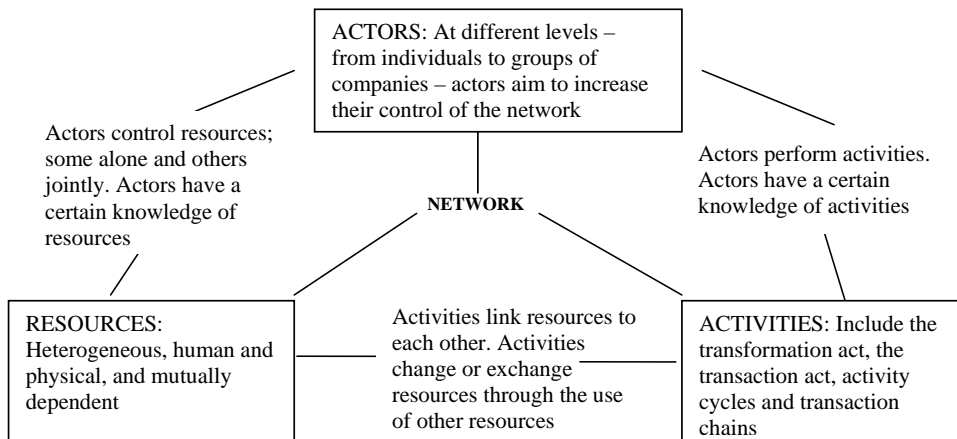 ACTORS: At different levels –
from individuals to groups of
companies – actors aim to increase
their control of the network
Actors control resources;
some alone and others
jointly. Actors have a
certain knowledge of
resources
Actors perform activities.
Actors have a certain
knowledge of activities
NETWORK
RESOURCES:
Heterogeneous, human and
physical, and mutually
dependent
Activities link resources to
each other. Activities
change or exchange
resources through the use
of other resources
ACTIVITIES: Include the
transformation act, the
transaction act, activity
cycles and transaction
chains